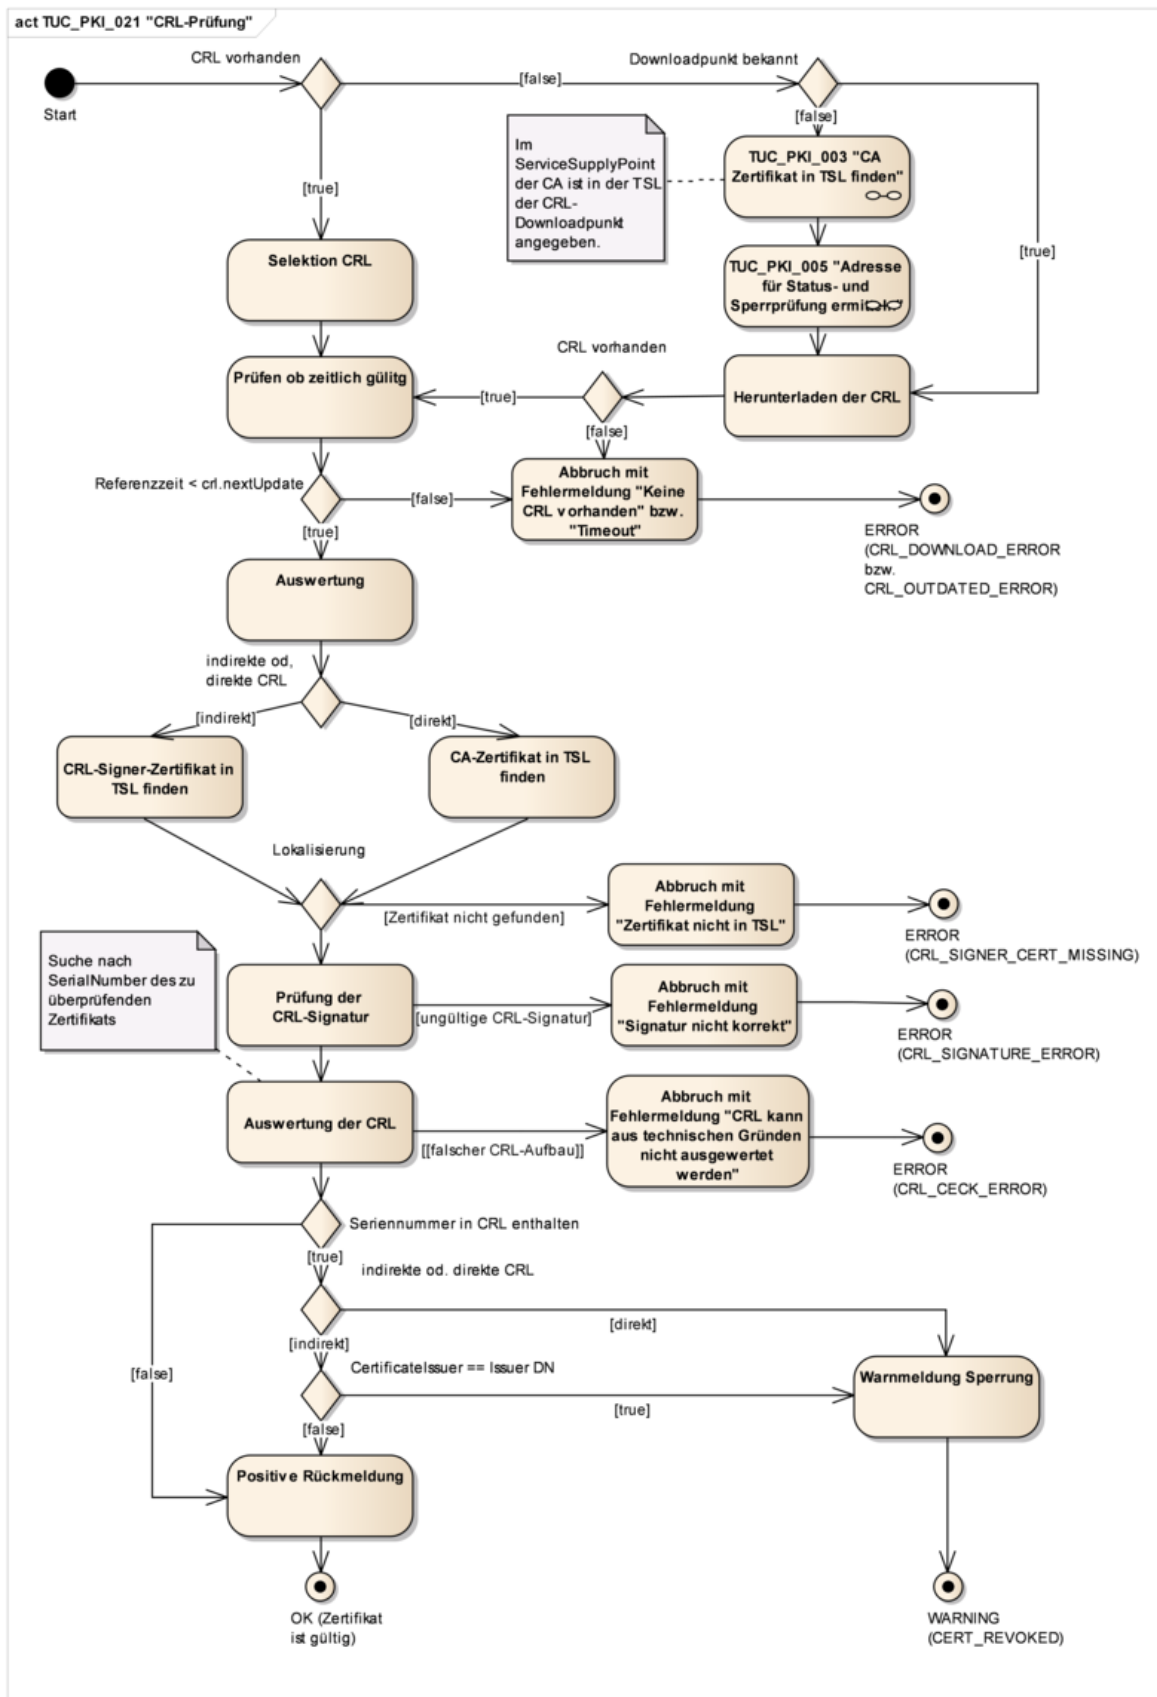 act TUC_PKI_021 "CRL-Prüfung"
CRL vorhanden
Downloadpunkt bekannt
Start
[false]
[false]
[true]
[true]
Im
ServiceSupplyPoint
der CA ist in der TSL
der CRL-
Downloadpunkt
angegeben.
TUC_PKI_003 "CA
Zertifikat in TSL finden"
TUC_PKI_005 "Adresse
für Status- und
Sperrprüfung
Selektion CRL
CRL vorhanden
Prüfen ob zeitlich gülitg
[true]
Herunterladen der CRL
[false]
Referenzzeit < crl.nextUpdate
[false]
[true]
Abbruch mit
Fehlermeldung "Keine
CRL vorhanden" bzw.
"Timeout"
ERROR
(CRL_DOWNLOAD_ERROR
bzw.
CRL_OUTDATED_ERROR)
Auswertung
indirekte od,
direkte CRL
[indirekt]
[direkt]
CRL-Signer-Zertifikat in
TSL finden
CA-Zertifikat in TSL
finden
Lokalisierung
[Zertifikat nicht gefunden]
Abbruch mit
Fehlermeldung
"Zertifikat nicht in TSL"
ERROR
(CRL_SIGNER_CERT_MISSING)
Suche nach
SerialNumber des zu
überprüfenden
Zertifikats
Prüfung der
CRL-Signatur
[ungültige CRL-Signatur]
Abbruch mit
Fehlermeldung
"Signatur nicht korrekt"
ERROR
(CRL_SIGNATURE_ERROR)
Auswertung der CRL
[[falscher CRL-Aufbau]]
Abbruch mit
Fehlermeldung "CRL kann
aus technischen Gründen
nicht ausgewertet
werden"
ERROR
(CRL_CECK_ERROR)
Seriennummer in CRL enthalten
[true]
indirekte od. direkte CRL
[direkt]
[indirekt]
[false]
CertificateIssuer == Issuer DN
[true]
[false]
Warnmeldung Sperrung
Positive Rückmeldung
OK (Zertifikat
ist gültig)
WARNING
(CERT_REVOKED)